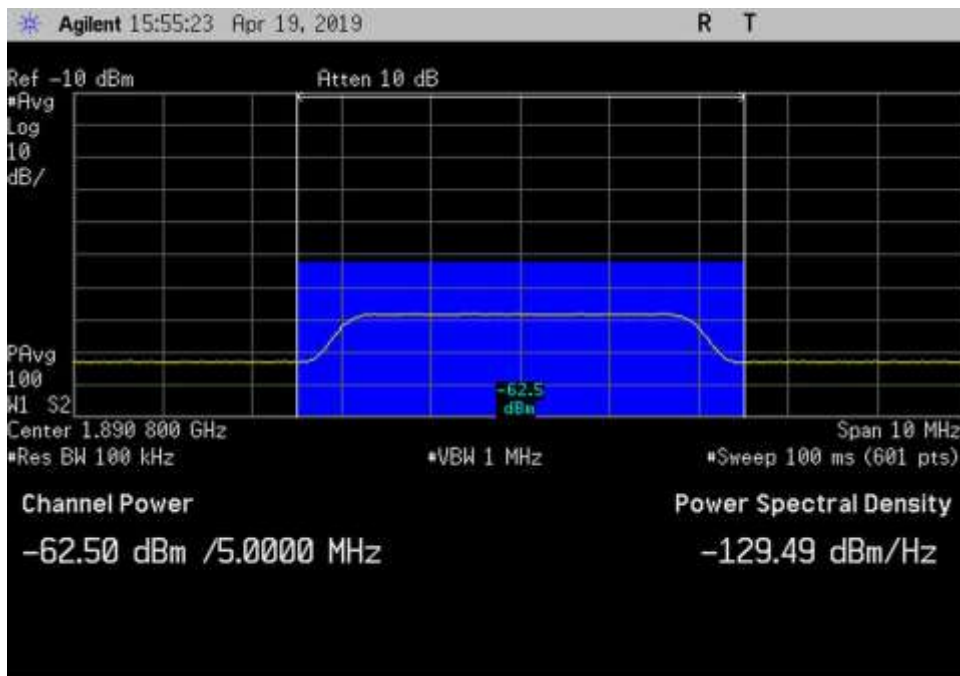 Agilent 15:55:23 Apr 19, 2019 R T
Ref -10 dBm Atten 10 dB
#Avg
Log
10
dB/
PAvg
100
W1 S2
-62.5
dBm
Center 1.890 800 GHz Span 10 MHz
#Res BW 100 kHz #VBW 1 MHz #Sweep 100 ms (601 pts)
Channel Power Power Spectral Density
-62.50 dBm /5.0000 MHz -129.49 dBm/Hz